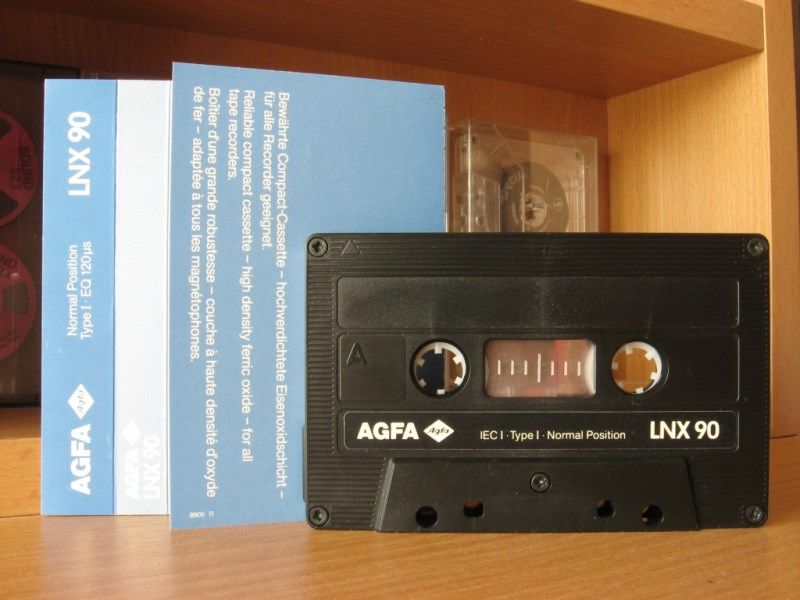 LNX 90
Normal Position
Type I · EQ 120µs
AGFA Agfa
AGFA
LNX 90
Bewährte Compact-Cassette – hochverdichtete Eisenoxidschicht –
für alle Recorder geeignet.
Reliable compact cassette – high density ferric oxide – for all
tape recorders.
Boîtier d'une grande robustesse – couche à haute densité d'oxyde
de fer – adaptée à tous les magnétophones.
8905 B
A
AGFA Agfa IEC I · Type I · Normal Position LNX 90
SOUND